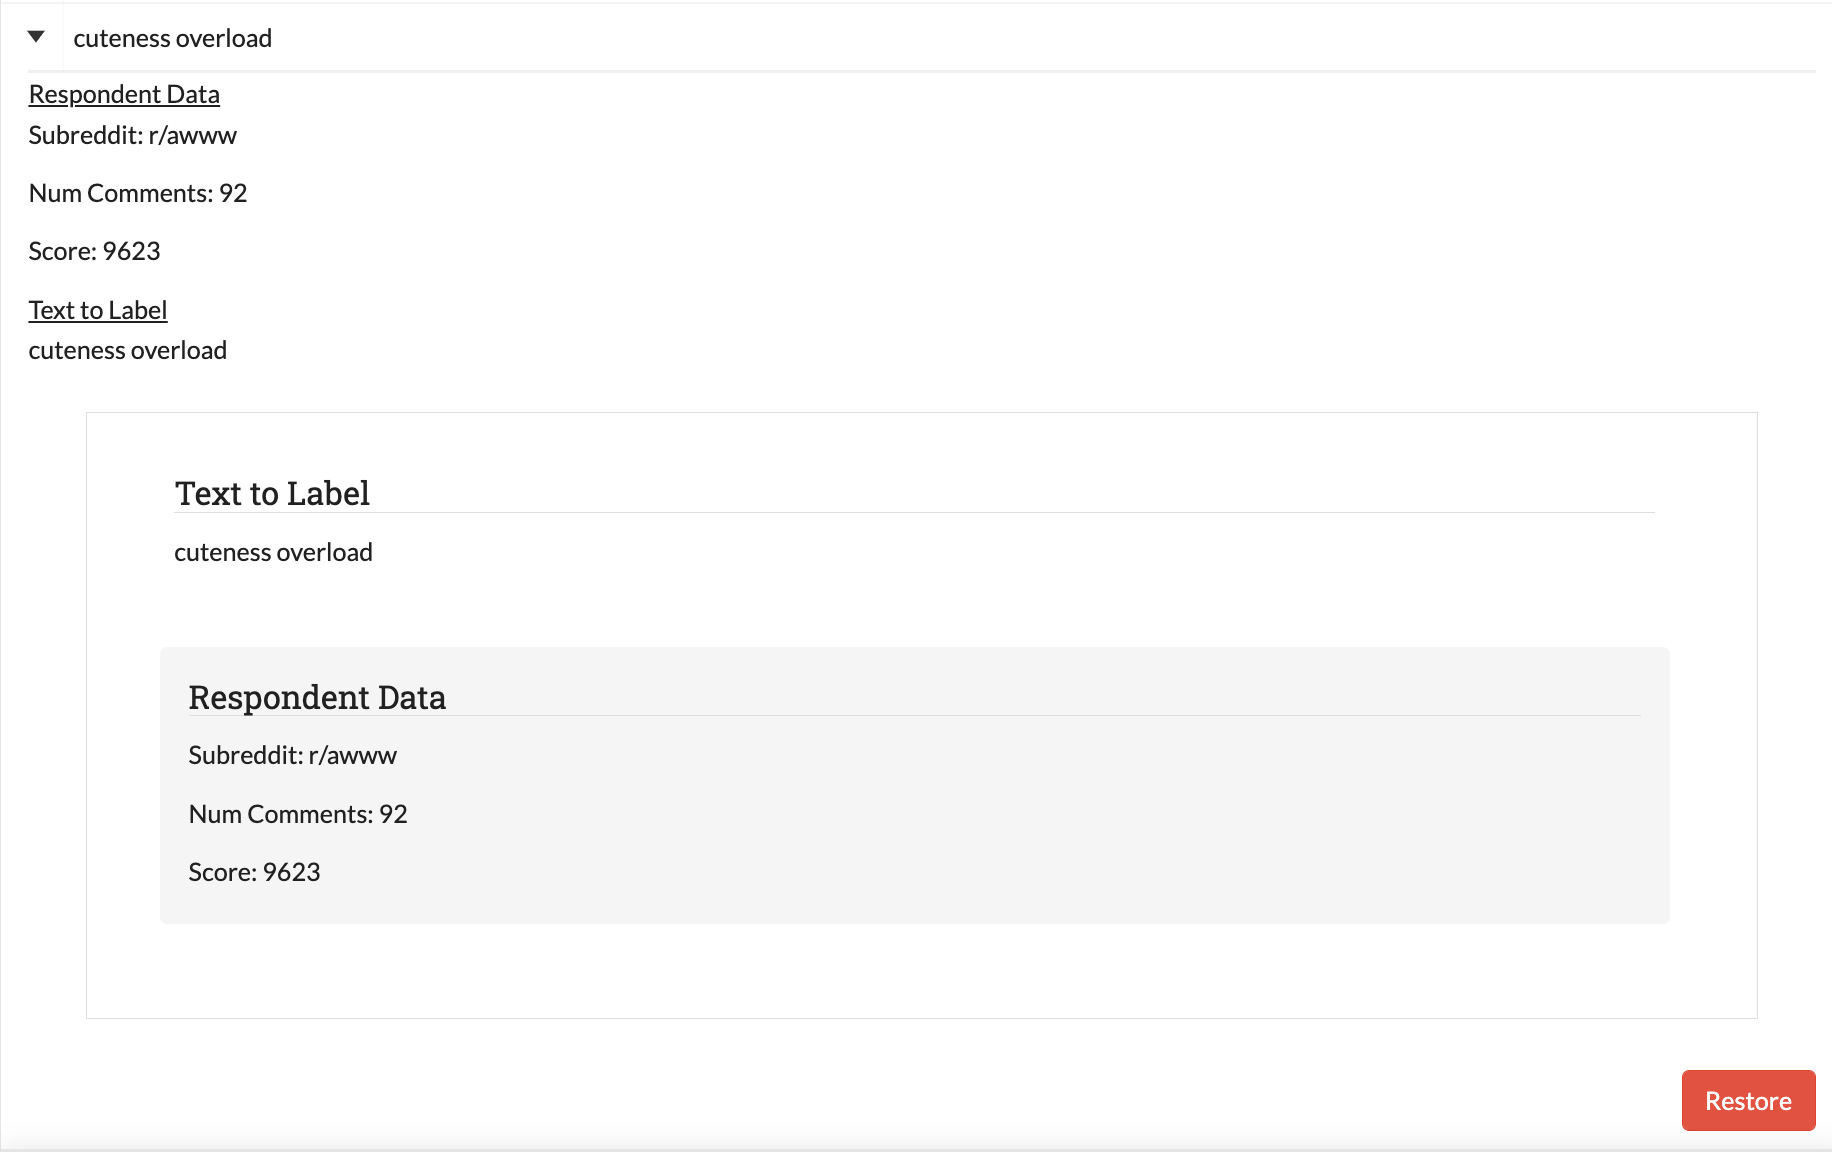 cuteness overload
Respondent Data
Subreddit: r/awww
Num Comments: 92
Score: 9623
Text to Label
cuteness overload
Text to Label
cuteness overload
Respondent Data
Subreddit: r/awww
Num Comments: 92
Score: 9623
Restore